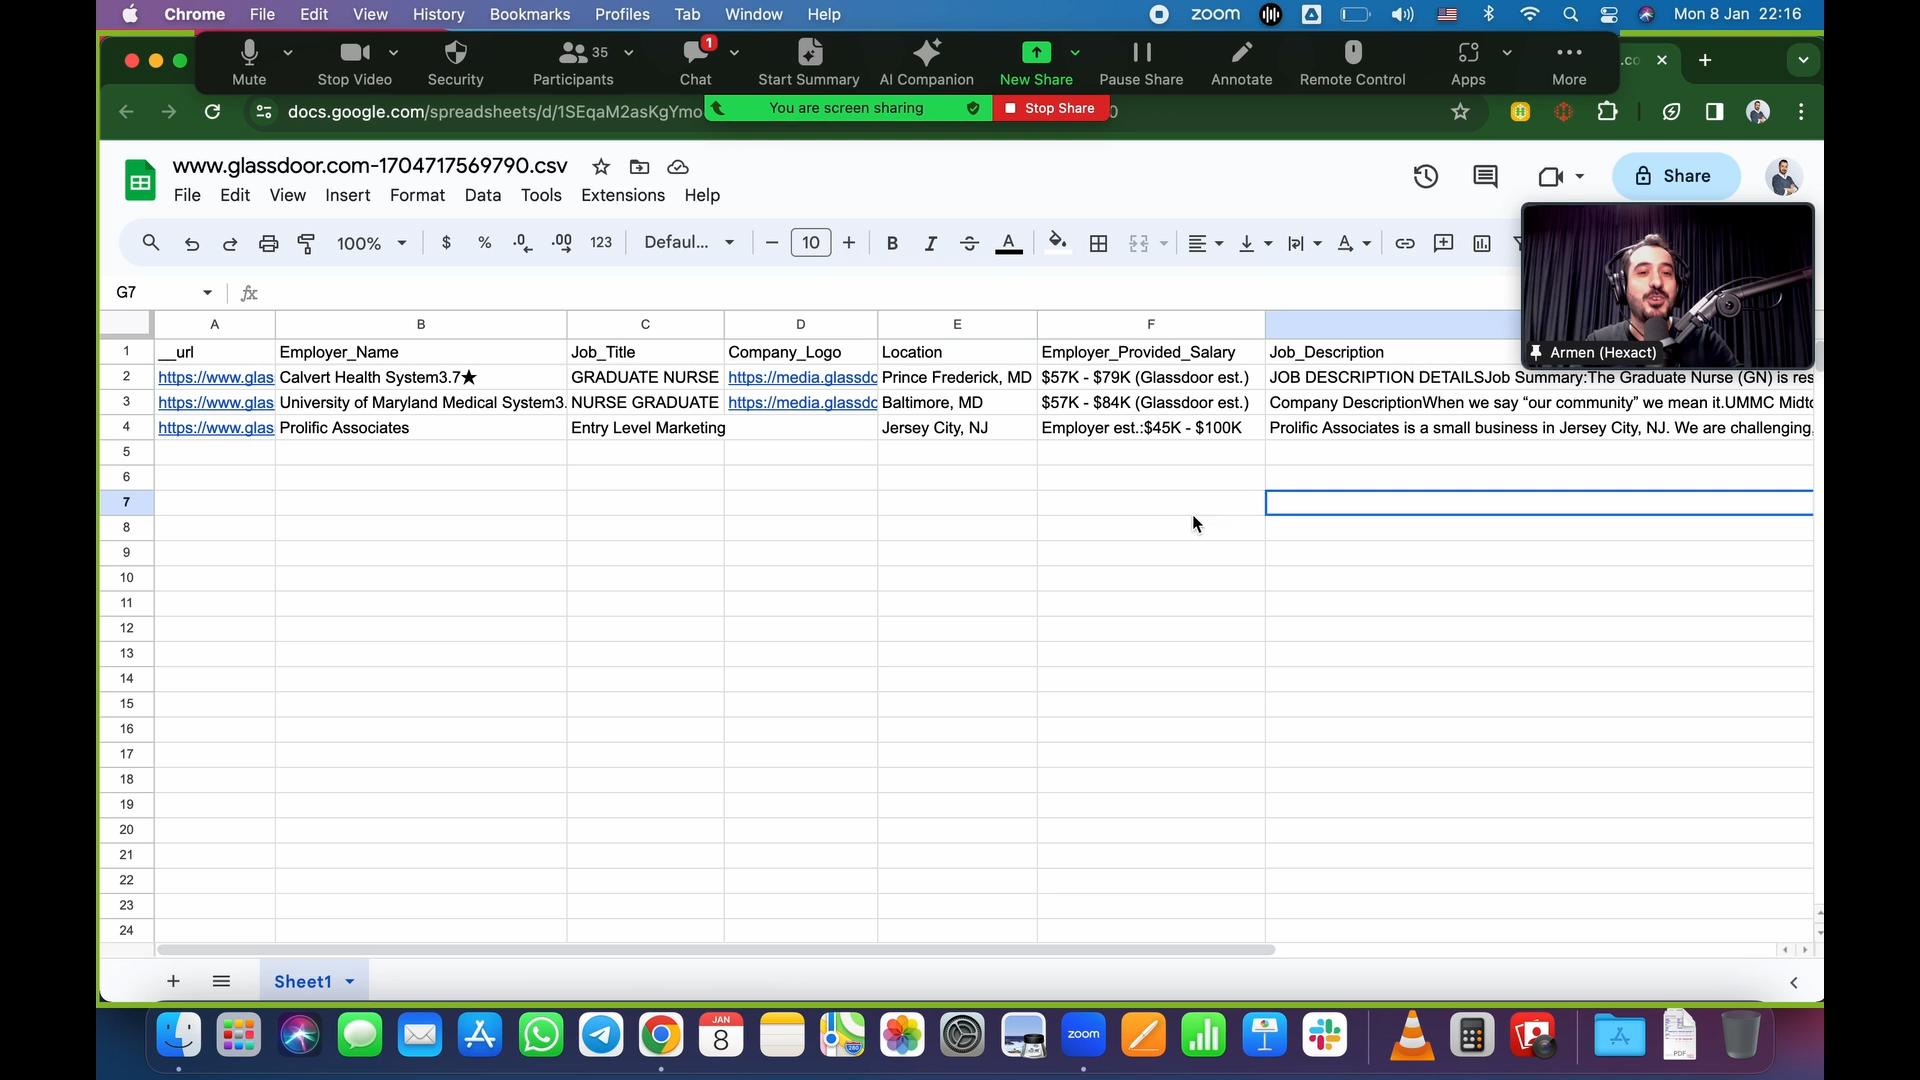 Chrome File Edit View History Bookmarks Profiles Tab Window Help zoom Mon 8 Jan 22:16
Mute Stop Video Security Participants 35 Chat 1 Start Summary AI Companion New Share Pause Share Annotate Remote Control Apps More
.co
docs.google.com/spreadsheets/d/1SEqaM2asKgYmo
You are screen sharing Stop Share
www.glassdoor.com-1704717569790.csv
Share
File Edit View Insert Format Data Tools Extensions Help
100% $ % .0 .00 123 Defaul... 10 B I A
G7 fx
Armen (Hexact)
A B C D E F
1 __url Employer_Name Job_Title Company_Logo Location Employer_Provided_Salary Job_Description
2 https://www.glas Calvert Health System3.7★ GRADUATE NURSE https://media.glassdo Prince Frederick, MD $57K - $79K (Glassdoor est.) JOB DESCRIPTION DETAILSJob Summary:The Graduate Nurse (GN) is res
3 https://www.glas University of Maryland Medical System3. NURSE GRADUATE https://media.glassdo Baltimore, MD $57K - $84K (Glassdoor est.) Company DescriptionWhen we say “our community” we mean it.UMMC Midto
4 https://www.glas Prolific Associates Entry Level Marketing Jersey City, NJ Employer est.:$45K - $100K Prolific Associates is a small business in Jersey City, NJ. We are challenging,
5
6
7
8
9
10
11
12
13
14
15
16
17
18
19
20
21
22
23
24
Sheet1
JAN
8
zoom
PDF